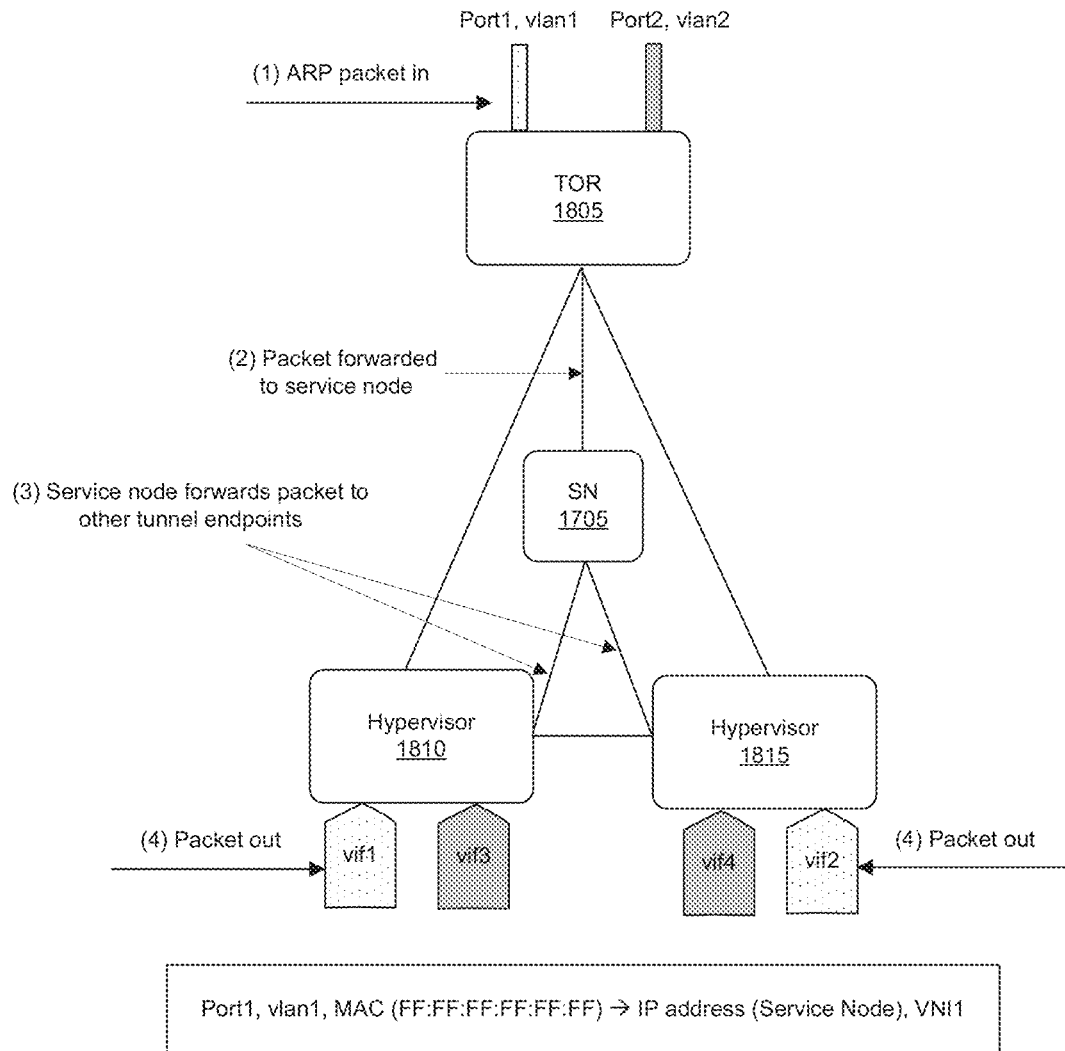 Port1, vlan1 Port2, vlan2
(1) ARP packet in
TOR
1805
(2) Packet forwarded
to service node
(3) Service node forwards packet to
other tunnel endpoints
SN
1705
Hypervisor
1810
Hypervisor
1815
(4) Packet out
vif1
vif3
vif4
vif2
(4) Packet out
Port1, vlan1, MAC (FF:FF:FF:FF:FF:FF) → IP address (Service Node), VNI1